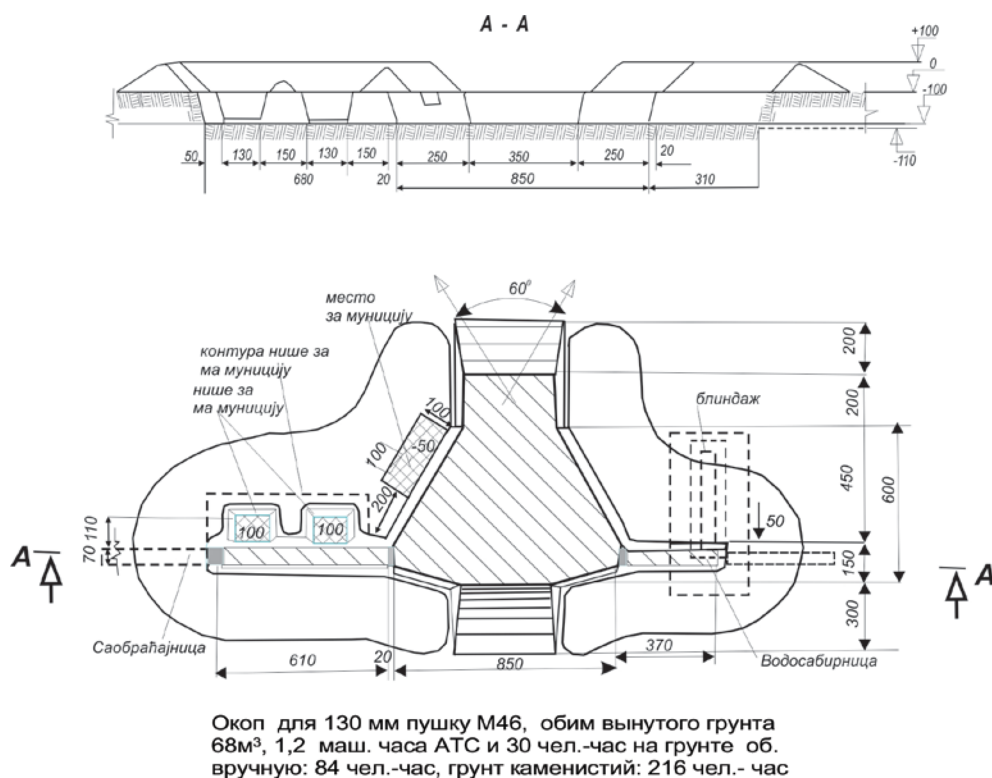 А - А
+100
0
-100
-110
50
130
150
130
150
250
350
250
20
680
20
850
310
60⁰
место
за муницију
контура нише за
ма муницију
нише за
ма муницију
блиндаж
100
-50
100
200
100
100
110
70
200
200
450
600
50
150
300
А
А
Саобраћајница
Водосабирница
610
20
850
370
Окоп для 130 мм пушку М46, обим вынутого грунта
68м³, 1,2 маш. часа АТС и 30 чел.-час на грунте об.
вручную: 84 чел.-час, грунт каменистий: 216 чел.- час